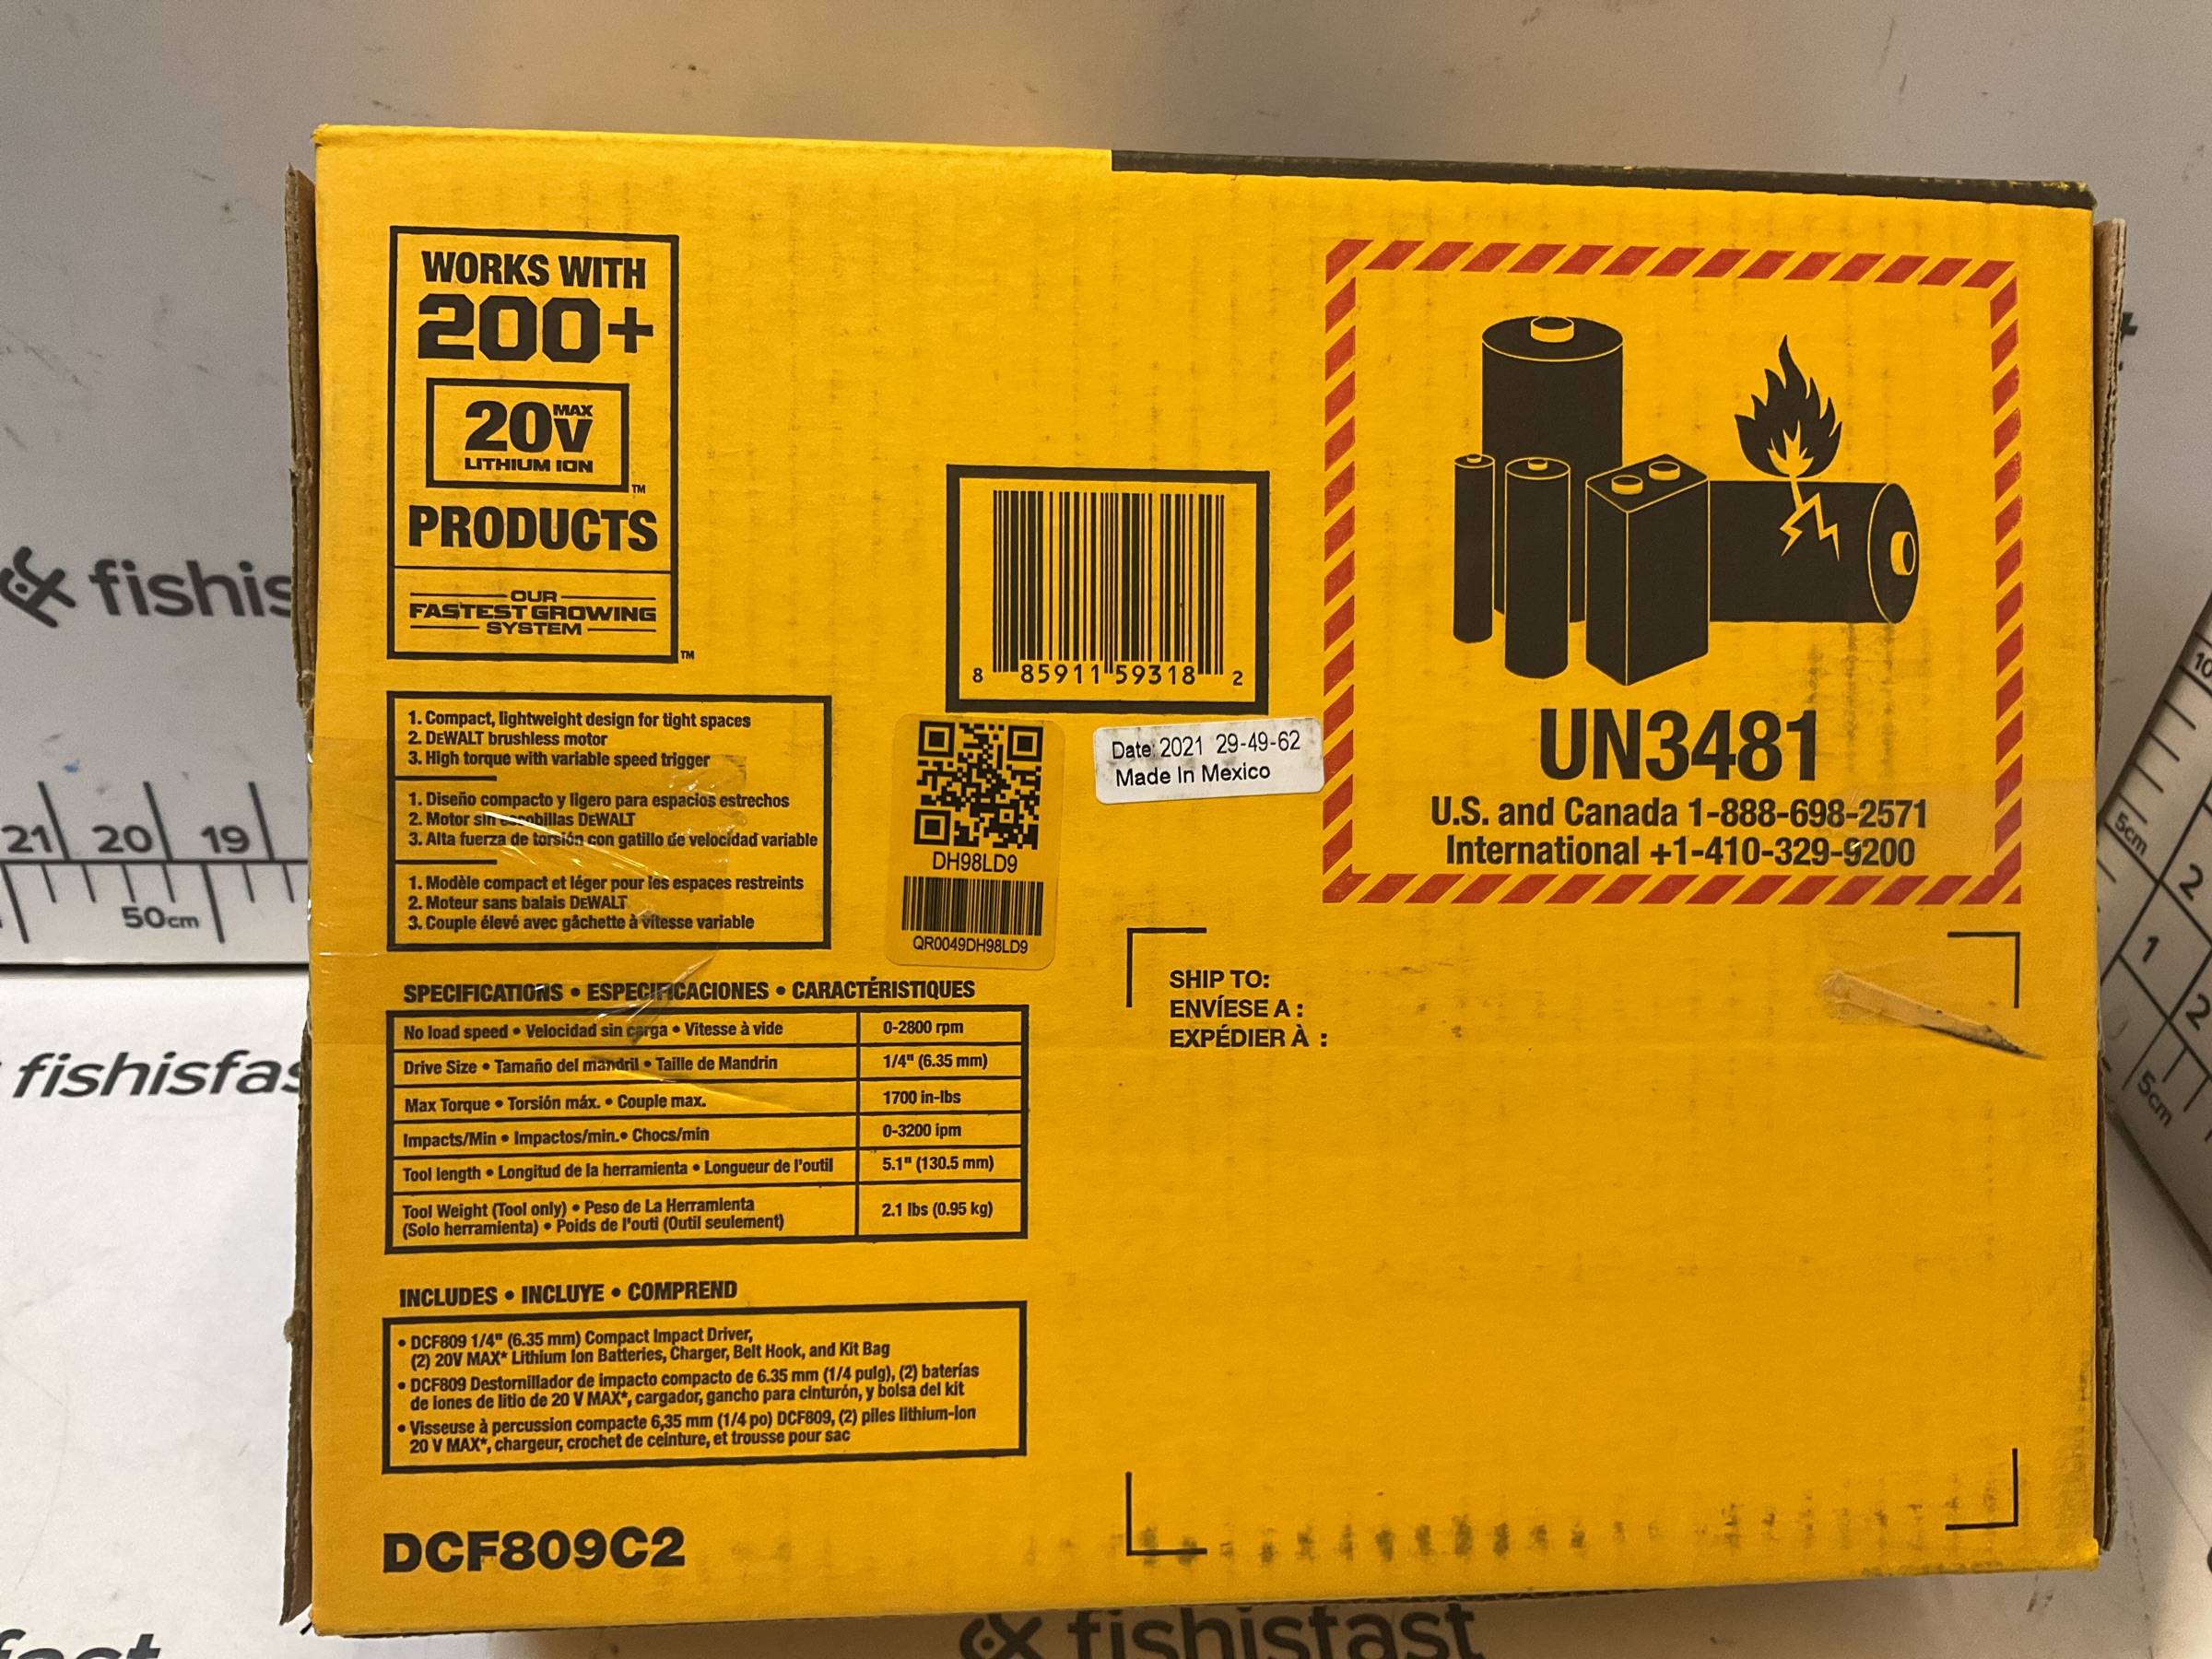 WORKS WITH
200+
20V MAX
LITHIUM ION
TM
PRODUCTS
OUR
FASTEST GROWING
SYSTEM
TM
1. Compact, lightweight design for tight spaces
2. DEWALT brushless motor
3. High torque with variable speed trigger
1. Diseño compacto y ligero para espacios estrechos
2. Motor sin escobillas DEWALT
3. Alta fuerza de torsión con gatillo de velocidad variable
1. Modèle compact et léger pour les espaces restreints
2. Moteur sans balais DEWALT
3. Couple élevé avec gâchette à vitesse variable
SPECIFICATIONS • ESPECIFICACIONES • CARACTÉRISTIQUES
No load speed • Velocidad sin carga • Vitesse à vide 0-2800 rpm
Drive Size • Tamaño del mandril • Taille de Mandrin 1/4" (6.35 mm)
Max Torque • Torsión máx. • Couple max. 1700 in-lbs
Impacts/Min • Impactos/min.• Chocs/min 0-3200 ipm
Tool length • Longitud de la herramienta • Longueur de l'outil 5.1" (130.5 mm)
Tool Weight (Tool only) • Peso de La Herramienta
(Solo herramienta) • Poids de l'outi (Outil seulement) 2.1 lbs (0.95 kg)
INCLUDES • INCLUYE • COMPREND
• DCF809 1/4" (6.35 mm) Compact Impact Driver,
(2) 20V MAX* Lithium Ion Batteries, Charger, Belt Hook, and Kit Bag
• DCF809 Destornillador de impacto compacto de 6.35 mm (1/4 pulg), (2) baterías
de iones de litio de 20 V MAX*, cargador, gancho para cinturón, y bolsa del kit
• Visseuse à percussion compacte 6,35 mm (1/4 po) DCF809, (2) piles lithium-Ion
20 V MAX*, chargeur, crochet de ceinture, et trousse pour sac
DCF809C2
8 85911 59318 2
DH98LD9
QR0049DH98LD9
Date: 2021 29-49-62
Made In Mexico
UN3481
U.S. and Canada 1-888-698-2571
International +1-410-329-9200
SHIP TO:
ENVÍESE A :
EXPÉDIER À :
fishis
21 20 19
50cm
fishisfas
fast
fishisfast
10
5cm
2
1
2
5cm